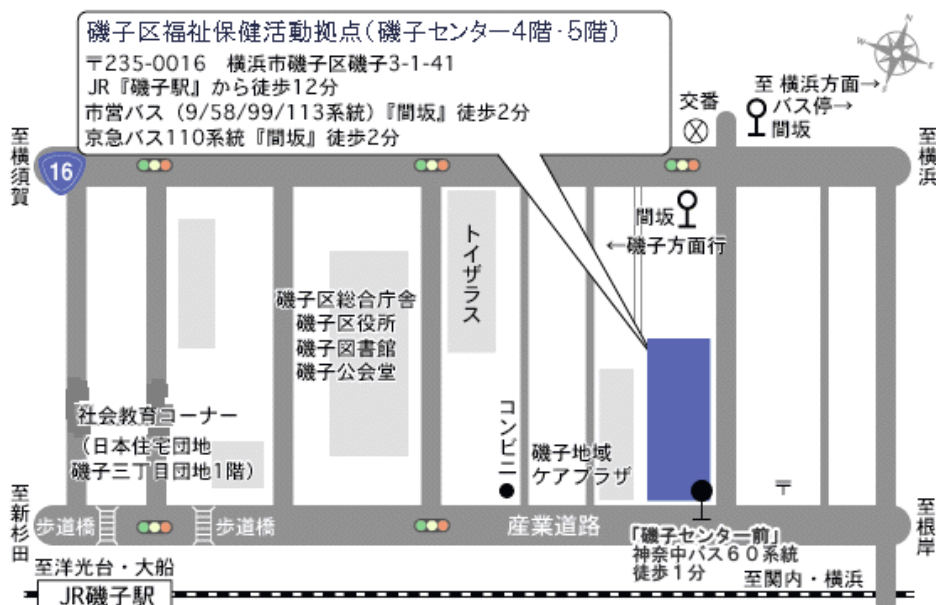 磯子区福祉保健活動拠点(磯子センター4階·5階)
〒235-0016 横浜市磯子区磯子3-1-41
JR『磯子駅』から徒歩12分
市営バス(9/58/99/113系統)『間坂』徒歩2分
京急バス110系統『間坂』徒歩2分
N
至 横浜方面→
バス停→
間坂
交番
至横須賀
16
至横浜
間坂
←磯子方面行
トイザラス
磯子区総合庁舎
磯子区役所
磯子図書館
磯子公会堂
社会教育コーナー
(日本住宅団地
磯子三丁目団地1階)
コンビニ
磯子地域
ケアプラザ
〒
至新杉田
歩道橋
歩道橋
産業道路
至根岸
「磯子センター前」
神奈中バス60系統
徒歩1分
至洋光台・大船
至関内・横浜
JR磯子駅